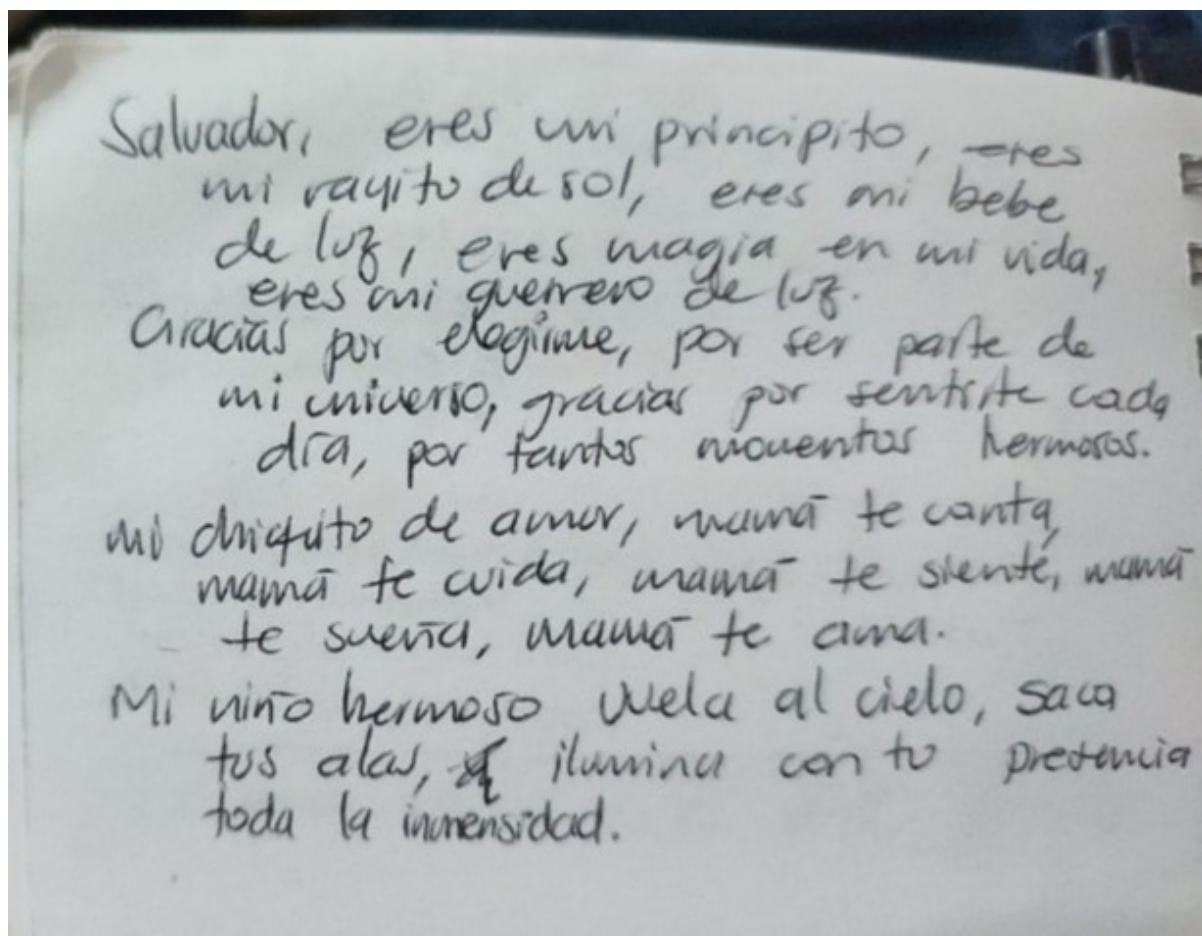 Salvador, eres mi principito, eres
mi rayito de sol, eres mi bebe
de luz, eres magia en mi vida,
eres mi guerrero de luz.
Gracias por elegirme, por ser parte de
mi universo, gracias por sentirte cada
día, por tantos momentos hermosos.
Mi chiquito de amor, mamá te canta,
mamá te cuida, mamá te siente, mamá
te sueña, mamá te ama.
Mi niño hermoso vuela al cielo, saca
tus alas, ilumina con tu presencia
toda la inmensidad.